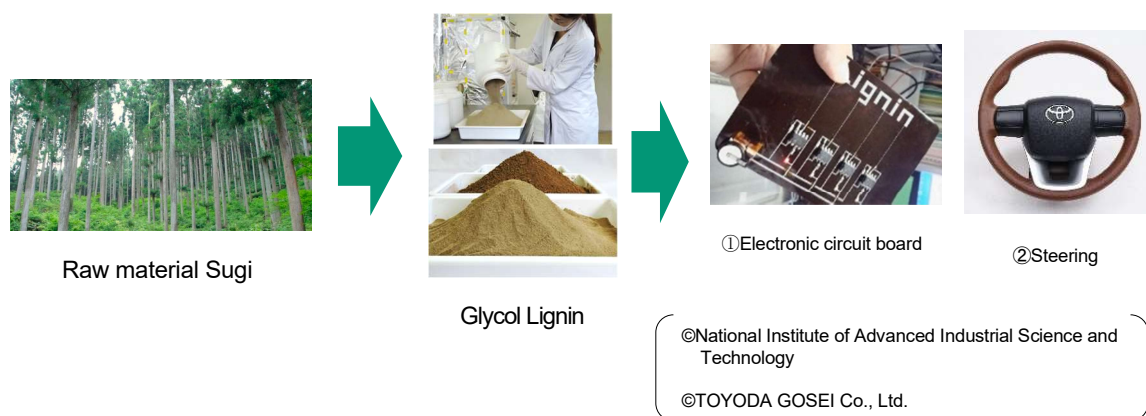 Raw material Sugi
Glycol Lignin
ignin
①Electronic circuit board
②Steering
©National Institute of Advanced Industrial Science and
Technology
©TOYODA GOSEI Co., Ltd.